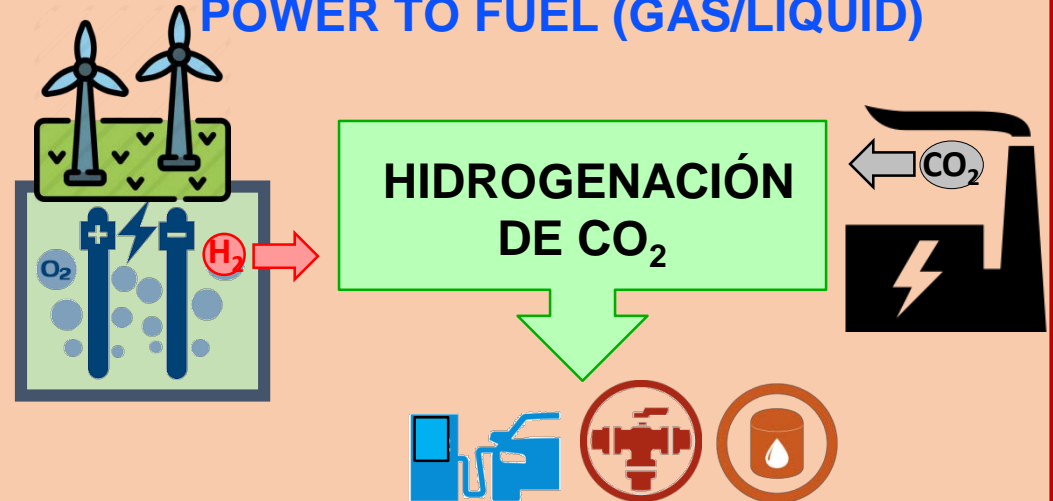 POWER TO FUEL (GAS/LIQUID)
HIDROGENACIÓN
DE CO₂
CO₂
+ −
H₂
O₂